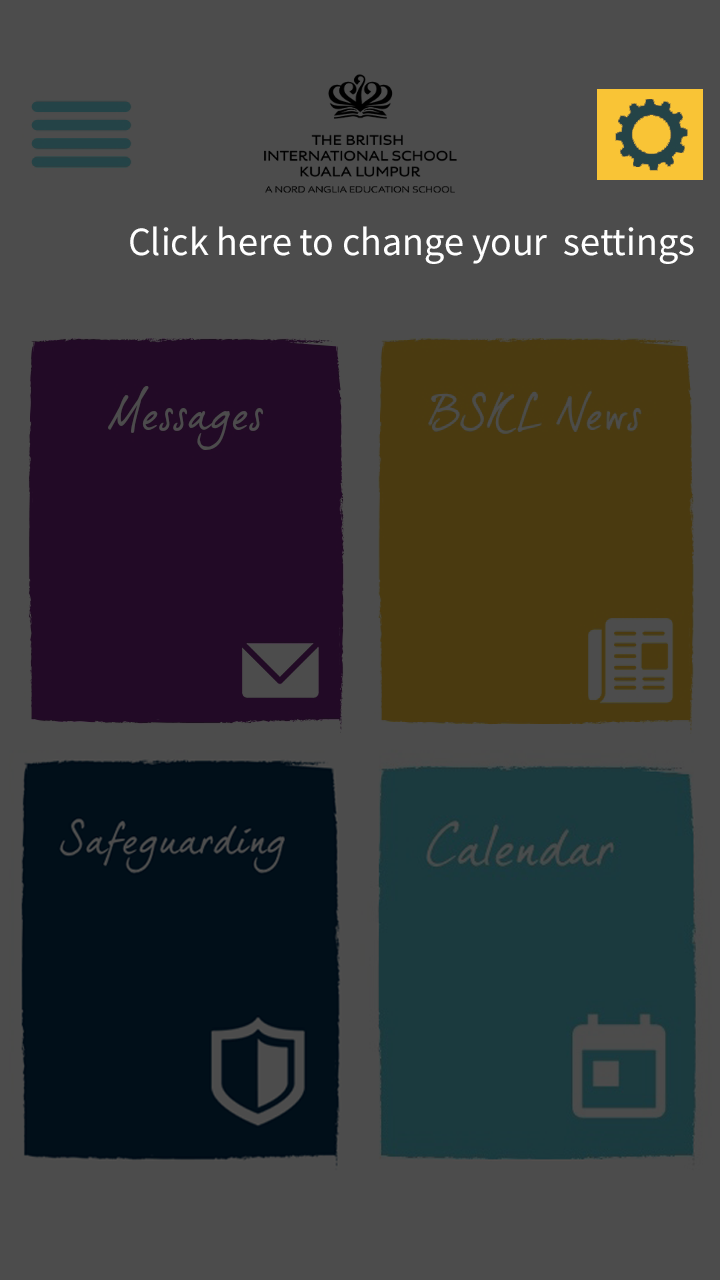 THE BRITISH
INTERNATIONAL SCHOOL
KUALA LUMPUR
A NORD ANGLIA EDUCATION SCHOOL
Click here to change your  settings
Messages
BSKL News
Safeguarding
Calendar